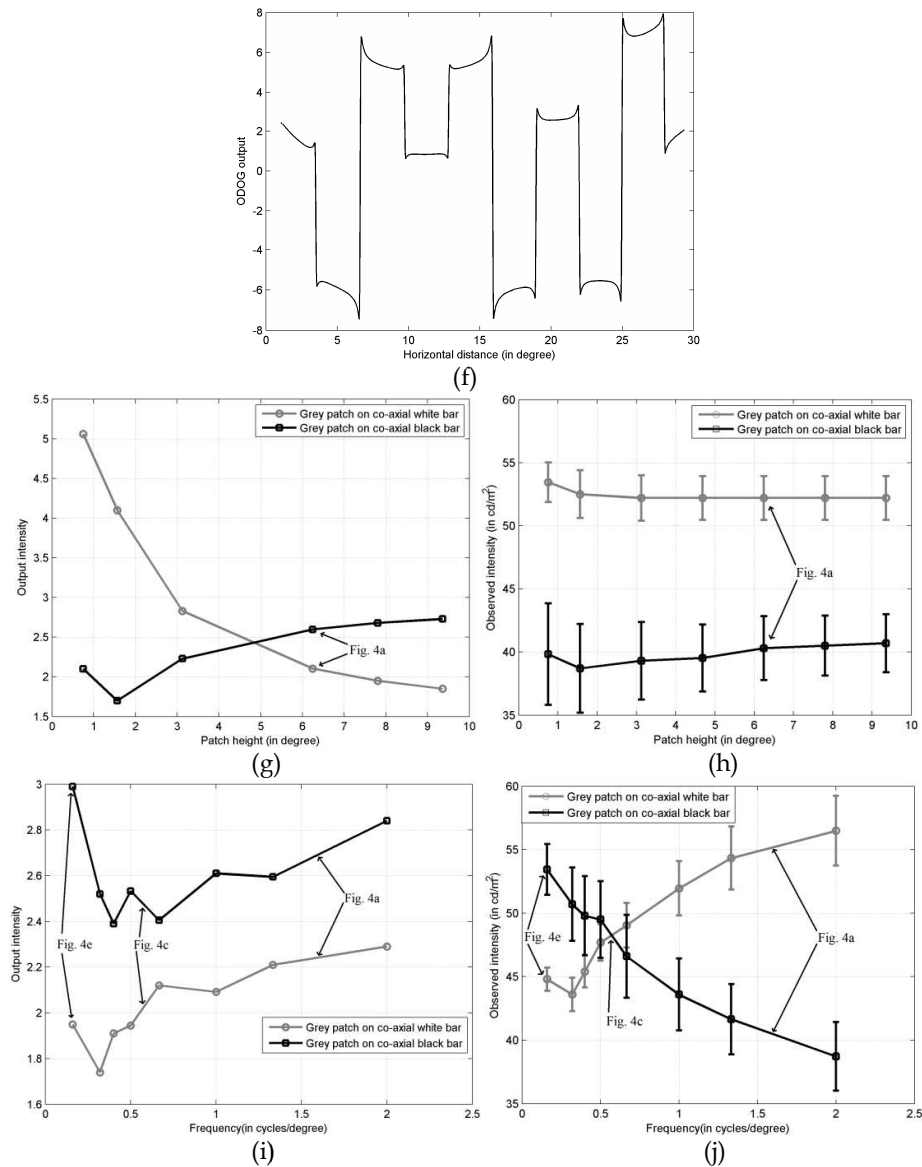 8
6
4
2
0
-2
-4
-6
-8
ODOG output
0 5 10 15 20 25 30
Horizontal distance (in degree)
(f)
5.5
5
4.5
4
3.5
3
2.5
2
1.5
Output intensity
Grey patch on co-axial white bar
Grey patch on co-axial black bar
Fig. 4a
0 1 2 3 4 5 6 7 8 9 10
Patch height (in degree)
(g)
60
55
50
45
40
35
Observed intensity (in cd/m²)
Grey patch on co-axial white bar
Grey patch on co-axial black bar
Fig. 4a
0 1 2 3 4 5 6 7 8 9 10
Patch height (in degree)
(h)
3
2.8
2.6
2.4
2.2
2
1.8
1.6
Output intensity
Fig. 4e
Fig. 4c
Fig. 4a
Grey patch on co-axial white bar
Grey patch on co-axial black bar
0 0.5 1 1.5 2 2.5
Frequency(in cycles/degree)
(i)
60
55
50
45
40
35
Observed intensity (in cd/m²)
Grey patch on co-axial white bar
Grey patch on co-axial black bar
Fig. 4e
Fig. 4c
Fig. 4a
0 0.5 1 1.5 2 2.5
Frequency(in cycles/degree)
(j)